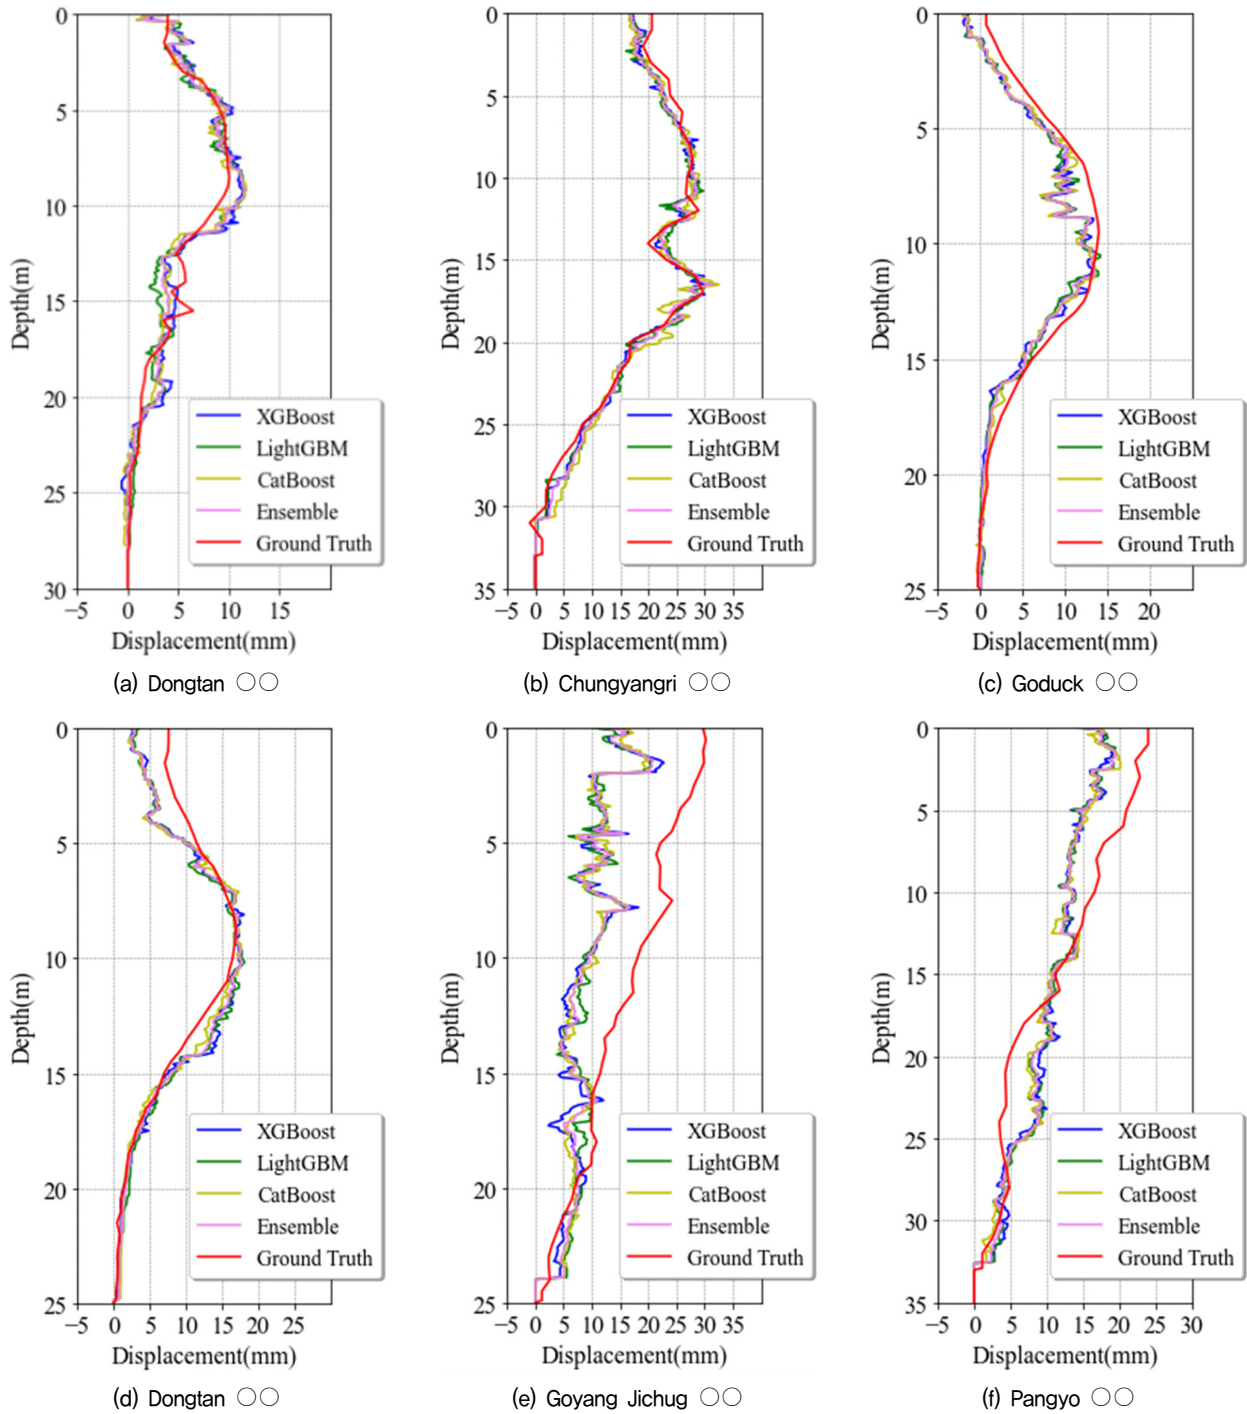 0
5
10
15
20
25
30
Depth(m)
XGBoost
LightGBM
CatBoost
Ensemble
Ground Truth
−5 0 5 10 15
Displacement(mm)
(a) Dongtan ○○
0
5
10
15
20
25
30
35
Depth(m)
XGBoost
LightGBM
CatBoost
Ensemble
Ground Truth
−5 0 5 10 15 20 25 30 35
Displacement(mm)
(b) Chungyangri ○○
0
5
10
15
20
25
Depth(m)
XGBoost
LightGBM
CatBoost
Ensemble
Ground Truth
−5 0 5 10 15 20
Displacement(mm)
(c) Goduck ○○
0
5
10
15
20
25
Depth(m)
XGBoost
LightGBM
CatBoost
Ensemble
Ground Truth
−5 0 5 10 15 20 25
Displacement(mm)
(d) Dongtan ○○
0
5
10
15
20
25
Depth(m)
XGBoost
LightGBM
CatBoost
Ensemble
Ground Truth
−5 0 5 10 15 20 25 30 35
Displacement(mm)
(e) Goyang Jichug ○○
0
5
10
15
20
25
30
35
Depth(m)
XGBoost
LightGBM
CatBoost
Ensemble
Ground Truth
−5 0 5 10 15 20 25 30
Displacement(mm)
(f) Pangyo ○○